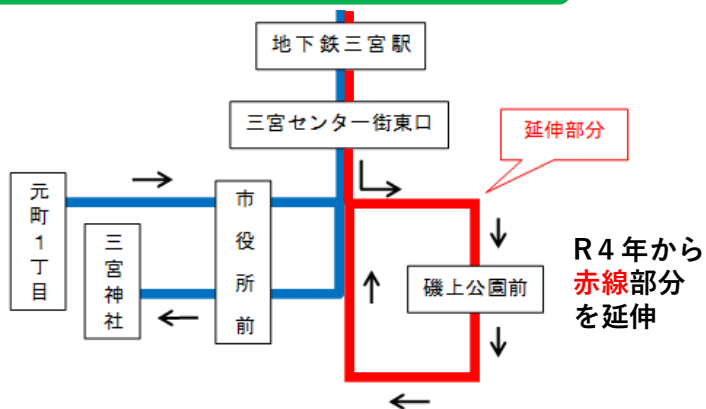 地下鉄三宮駅
三宮センター街東口
延伸部分
元町1丁目
三宮神社
市役所前
磯上公園前
R4年から
赤線部分
を延伸